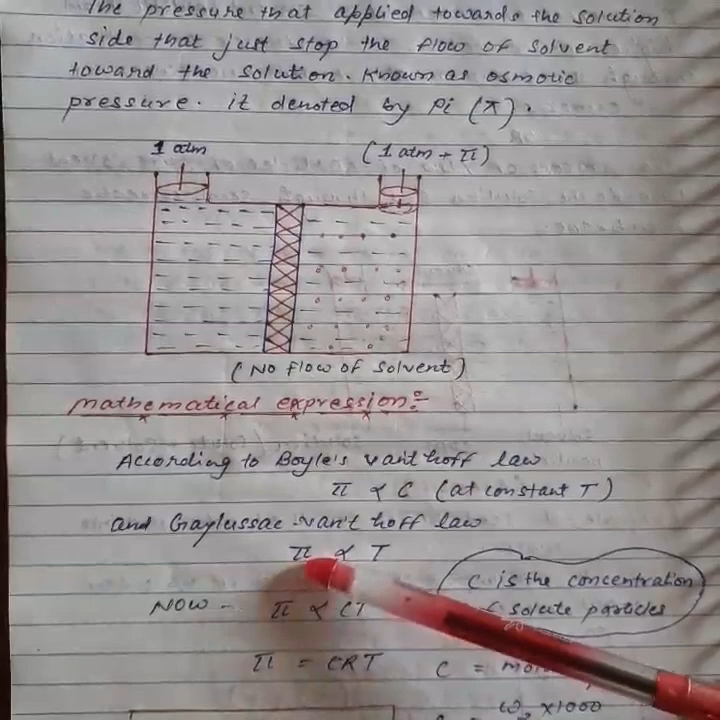 The pressure that applied towards the solution
side that just stop the flow of solvent
toward the solution. Known as osmotic
pressure. it denoted by Pi (π).
1 atm
(1 atm + π)
(No flow of solvent)
mathematical expression:-
According to Boyle's van't hoff law
π ∝ C (at constant T)
and Gaylussac van't hoff law
π ∝ T
C is the concentration
solute particles
NOW - π ∝ CT
π = CRT C =
×1000